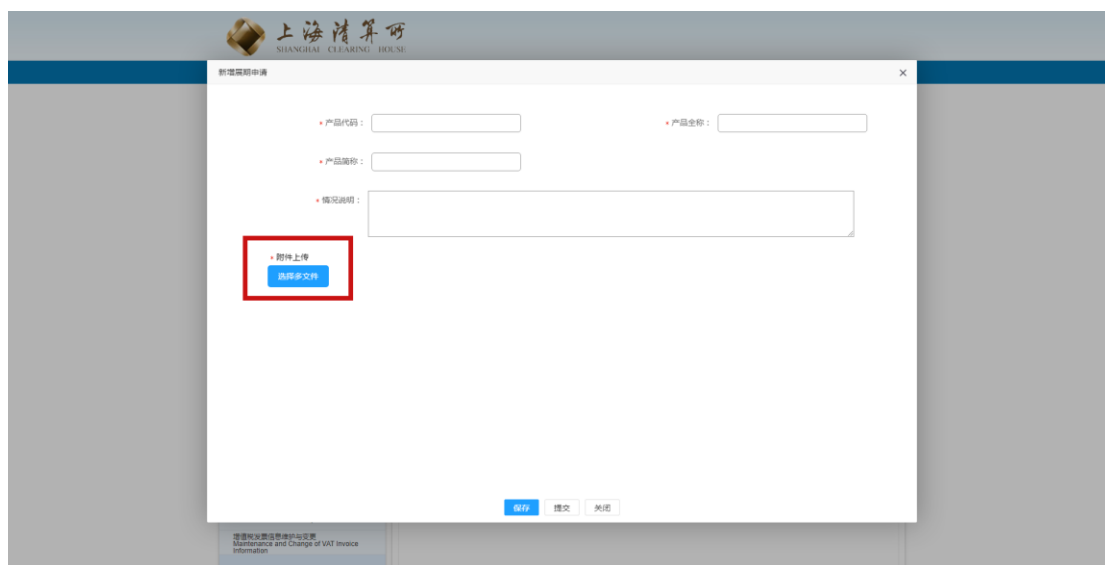 上海清算所
SHANGHAI CLEARING HOUSE
新增展期申请
* 产品代码：
* 产品全称：
* 产品简称：
* 情况说明：
* 附件上传
选择多文件
保存 提交 关闭
增值税发票信息维护与变更
Maintenance and Change of VAT Invoice
Information